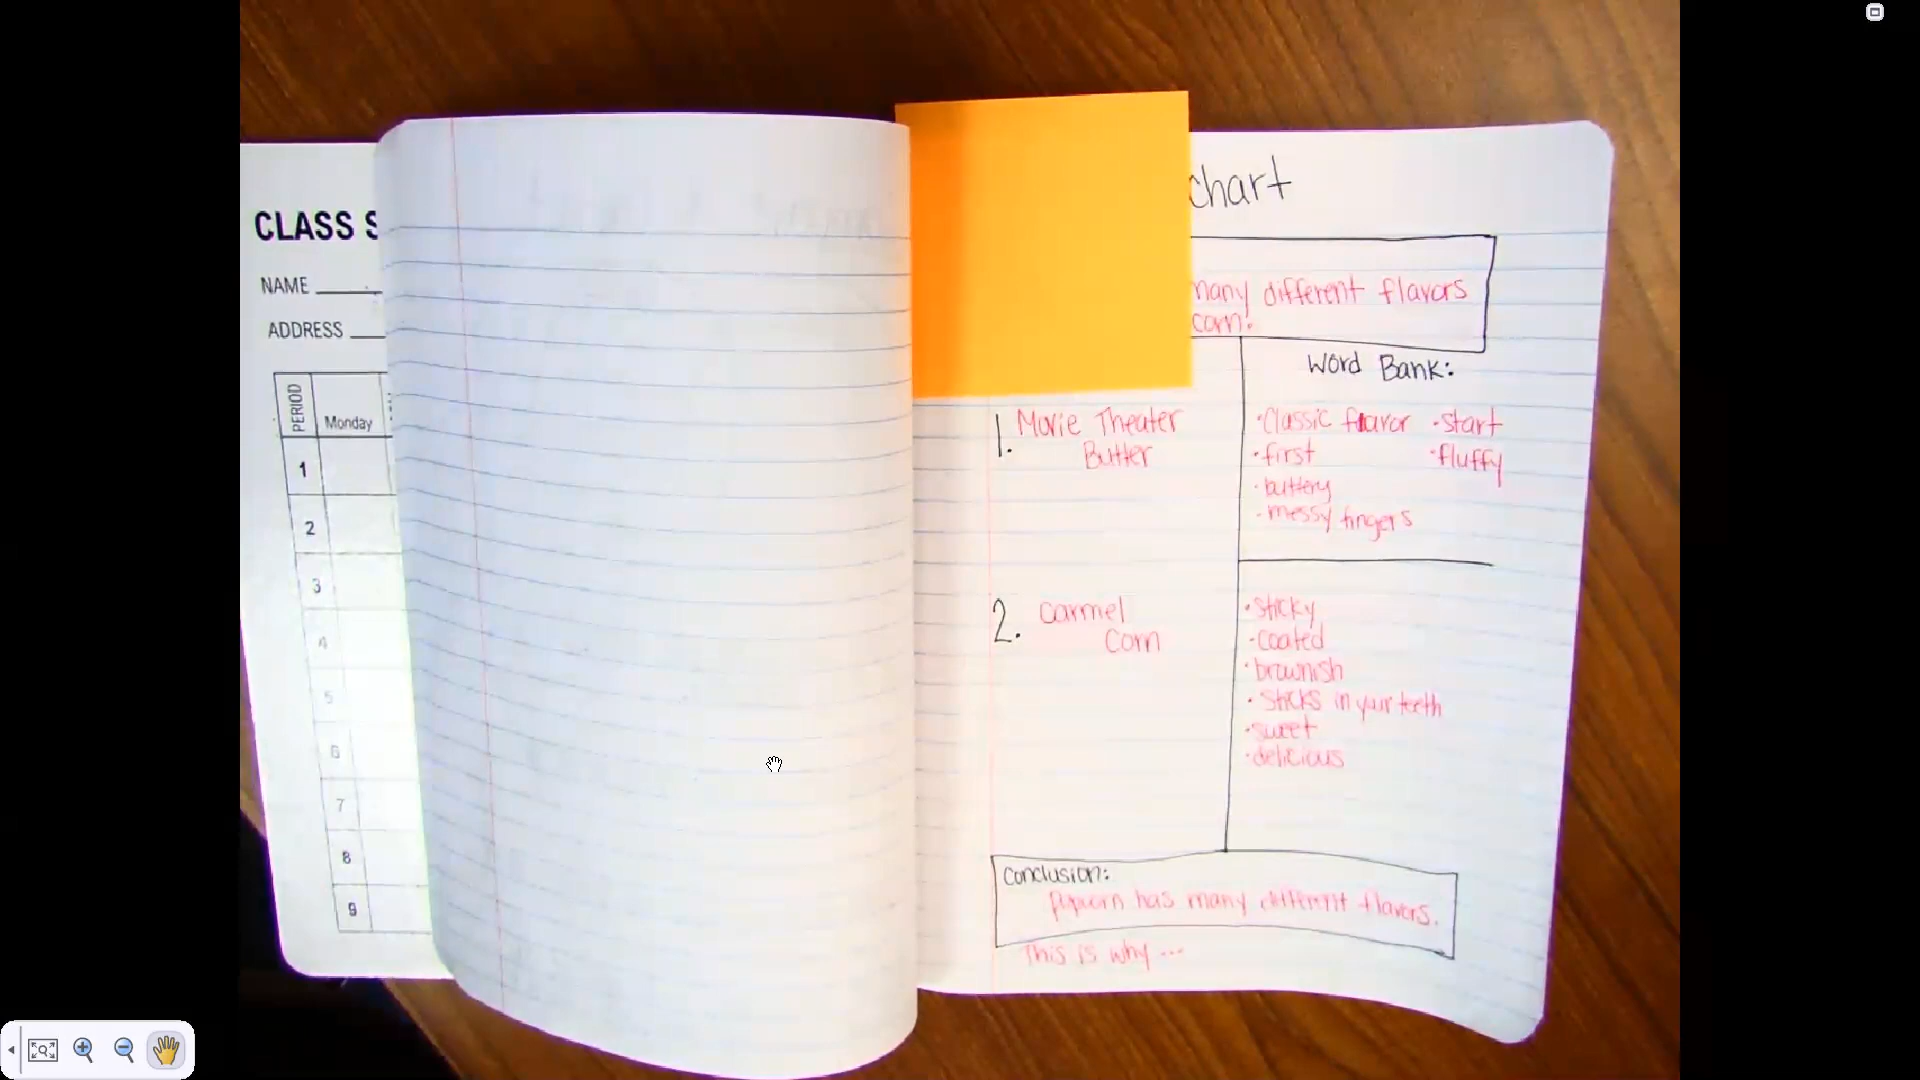 chart
many different flavors
corn.
Word Bank:
1. Movie Theater
Butter
·Classic flavor ·start
·first ·fluffy
·buttery
·messy fingers
2. Carmel
Corn
·sticky
·coated
·brownish
·Sticks in your teeth
·sweet
·delicious
Conclusion:
Popcorn has many different flavors.
This is why ...
CLASS S
NAME
ADDRESS
PERIOD Monday
1
2
3
4
5
6
7
8
9